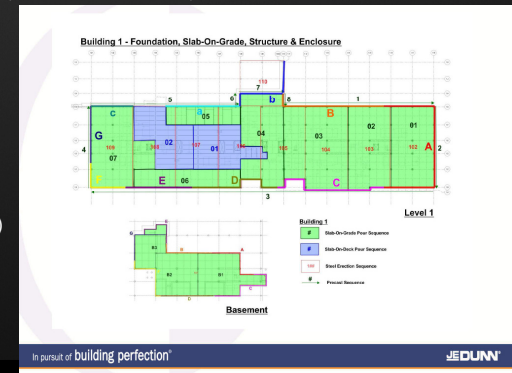 Building 1 - Foundation, Slab-On-Grade, Structure & Enclosure
110
7
6
8
5
1
b
a
c
B
05
04
03
02
01
G
02
01
A
2
4
109
108
107
105
104
103
102
07
F
E
06
D
C
3
Level 1
Building 1
# Slab-On-Grade Pour Sequence
# Slab-On-Deck Pour Sequence
100 Steel Erection Sequence
# Precast Sequence
B3
B2
B1
Basement
In pursuit of building perfection®
JEDUNN